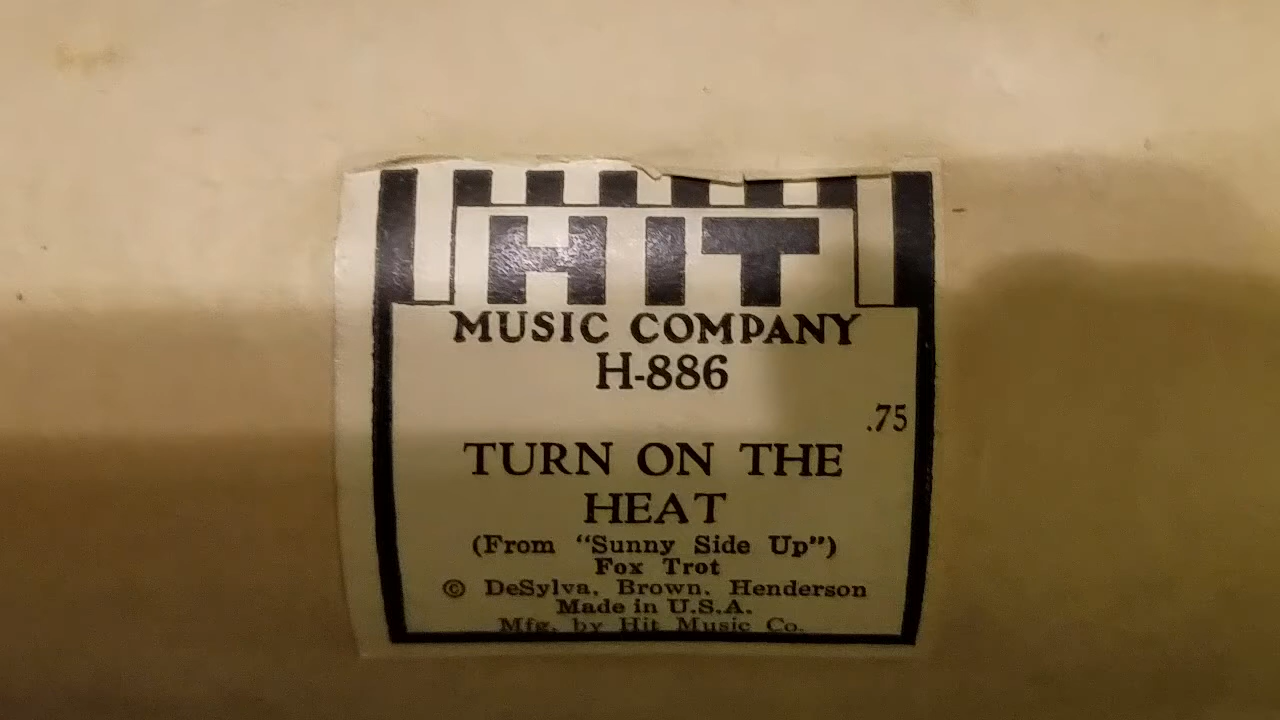 HIT
MUSIC COMPANY
H-886
.75
TURN ON THE
HEAT
(From "Sunny Side Up")
Fox Trot
© DeSylva, Brown, Henderson
Made in U.S.A.
Mfg. by Hit Music Co.